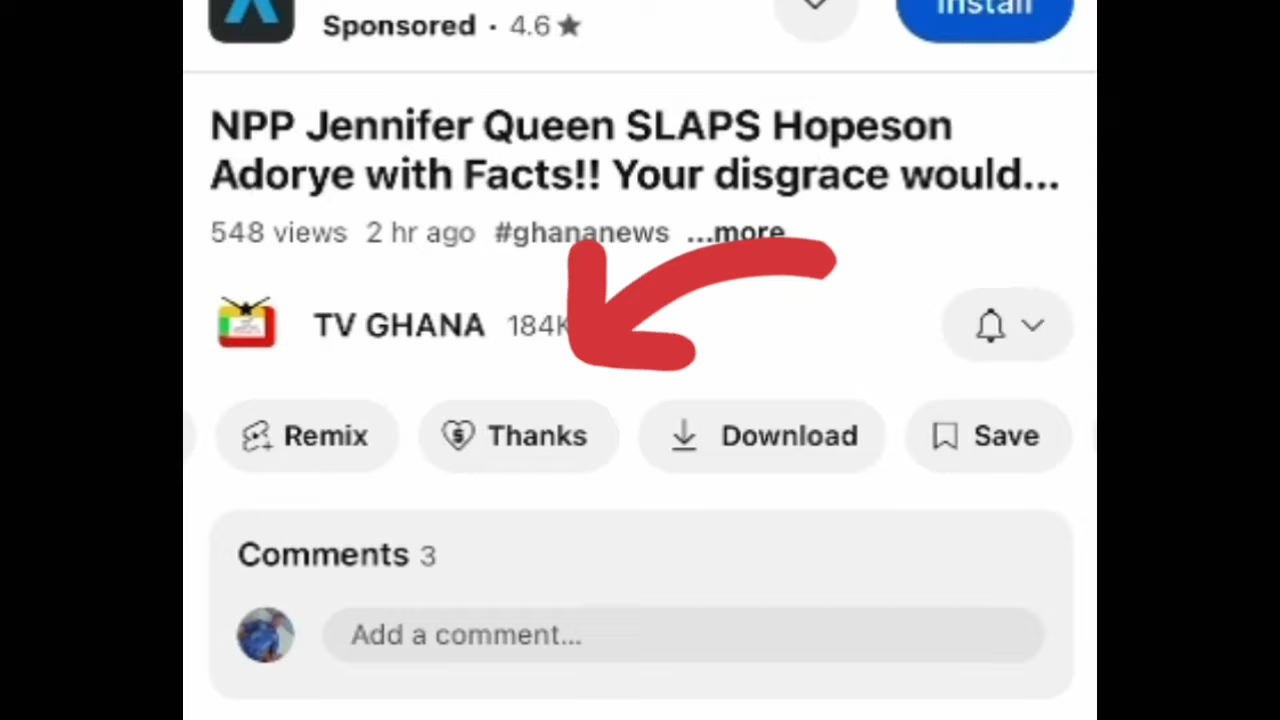 Sponsored · 4.6 ★
Install
NPP Jennifer Queen SLAPS Hopeson
Adorye with Facts!! Your disgrace would...
548 views 2 hr ago #ghananews ...more
TV GHANA 184K
Remix Thanks Download Save
Comments 3
Add a comment...